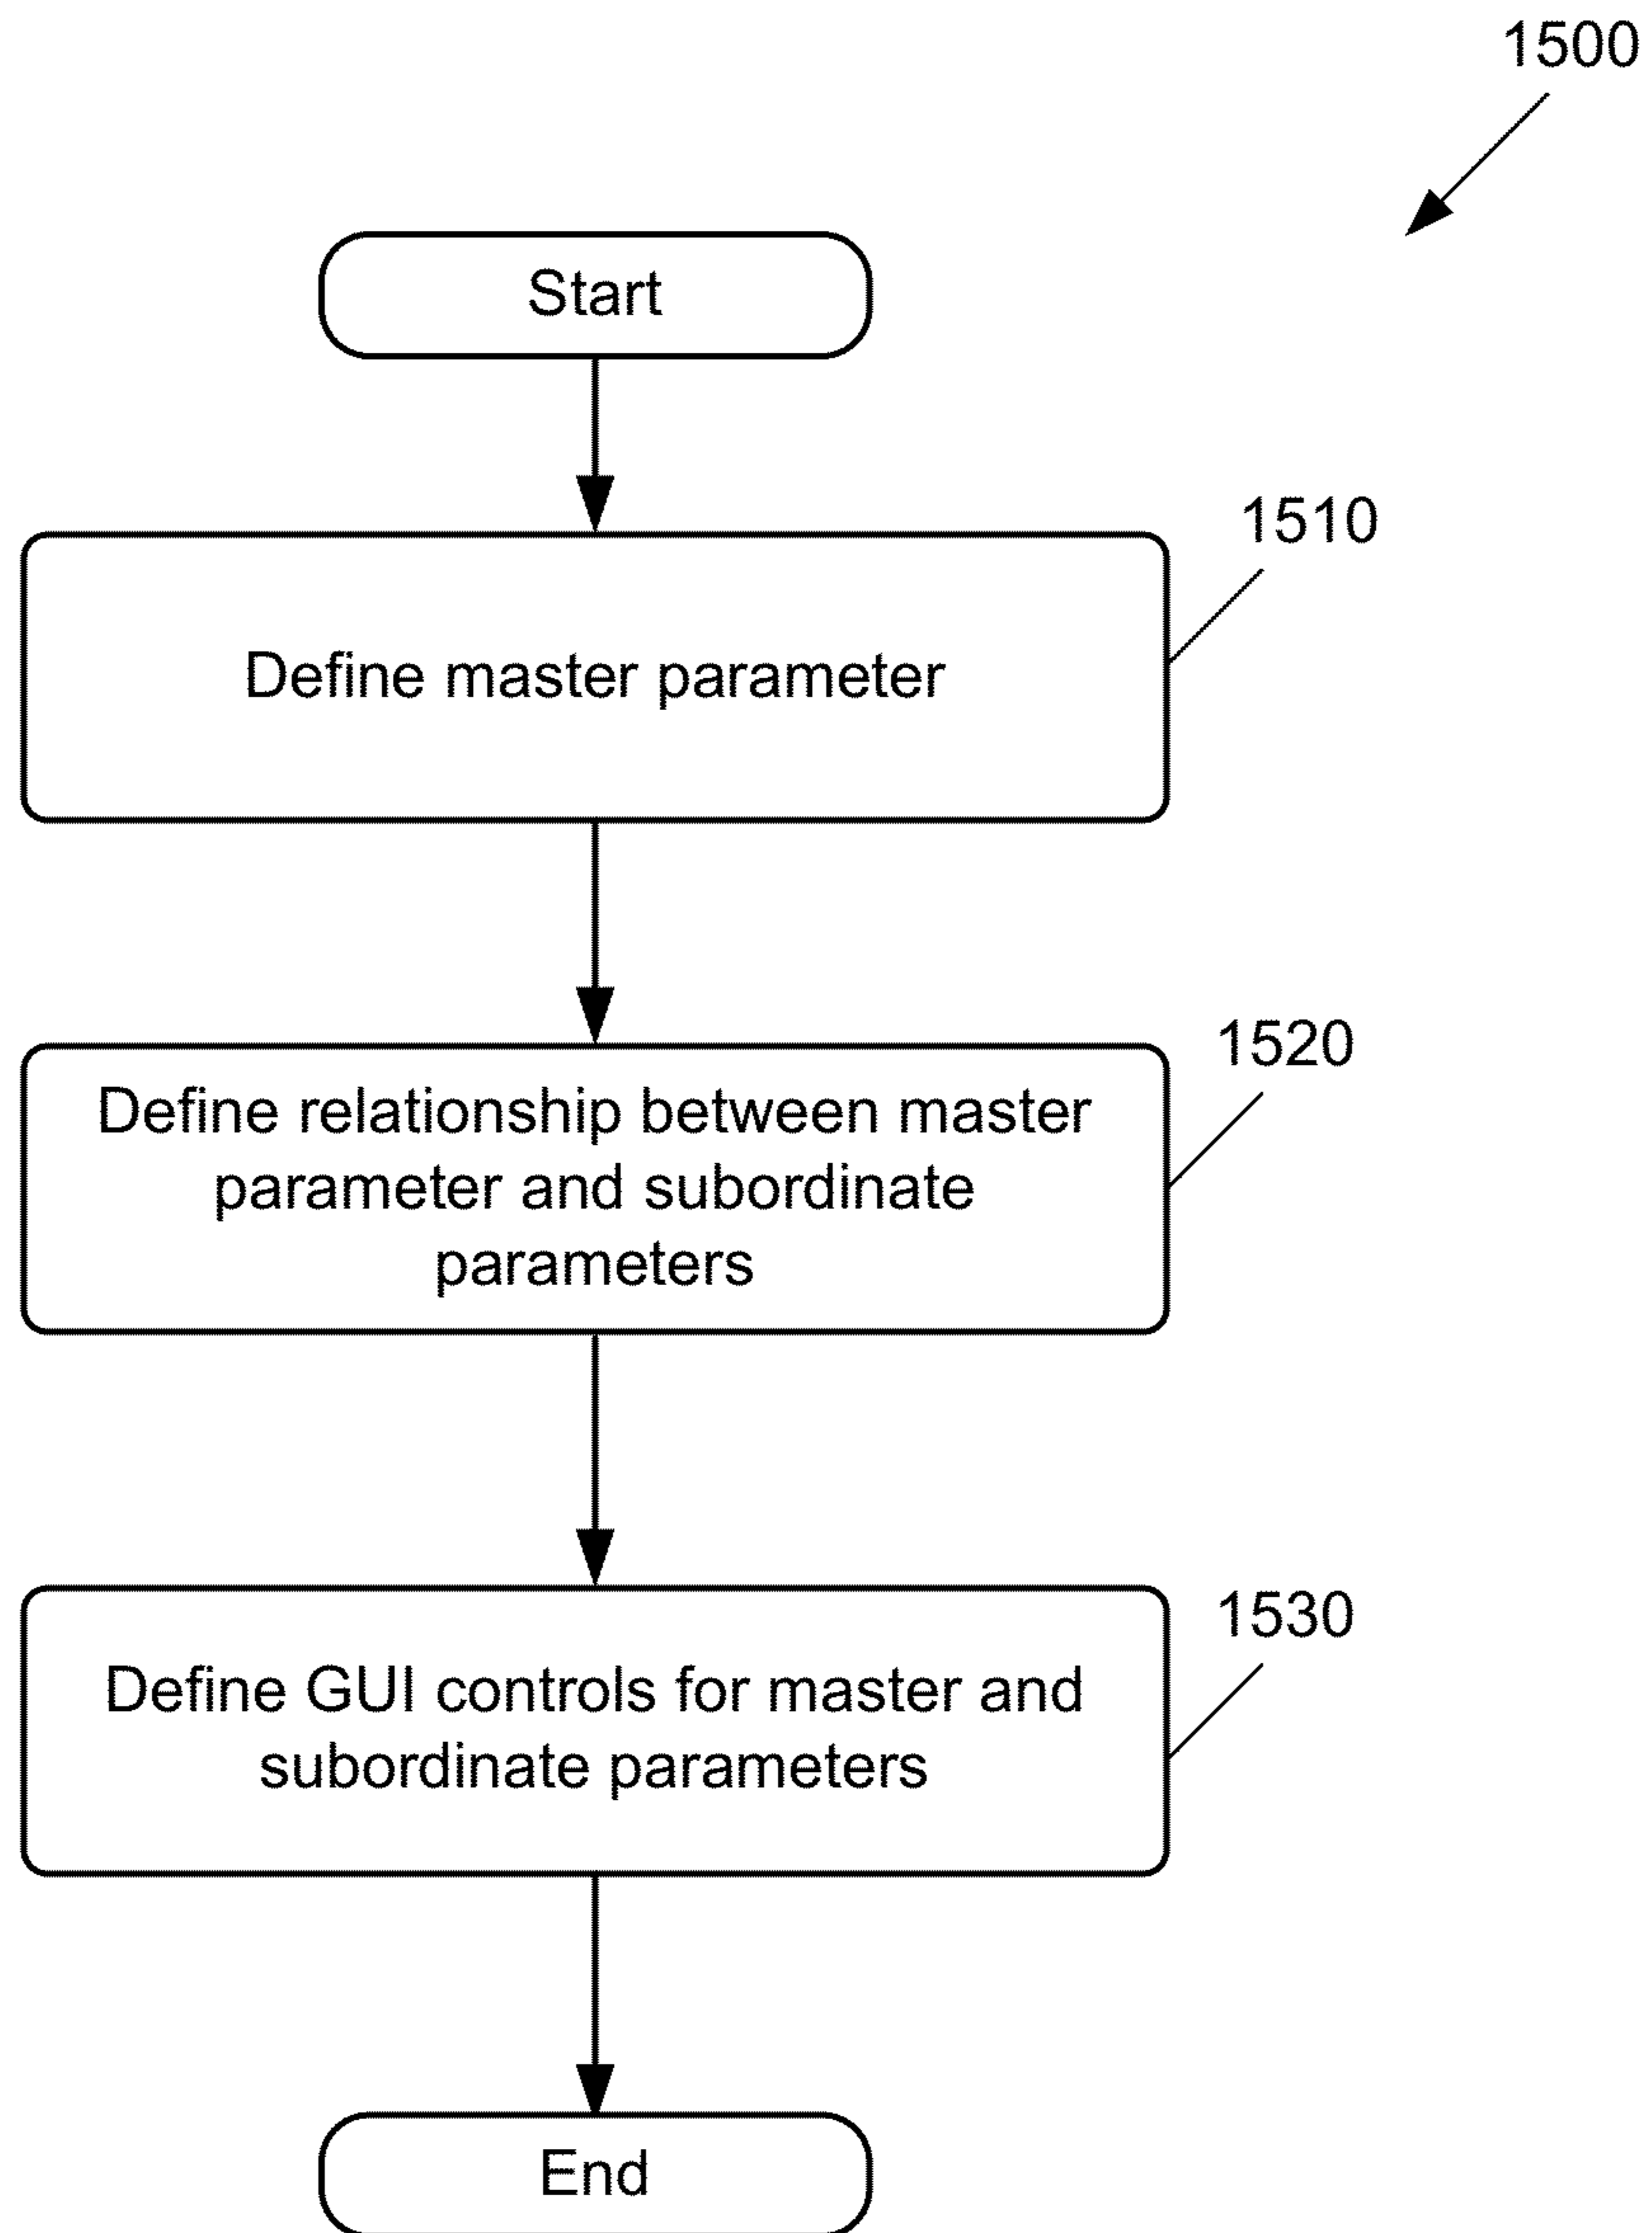 1500
Start
1510
Define master parameter
1520
Define relationship between master
parameter and subordinate
parameters
1530
Define GUI controls for master and
subordinate parameters
End